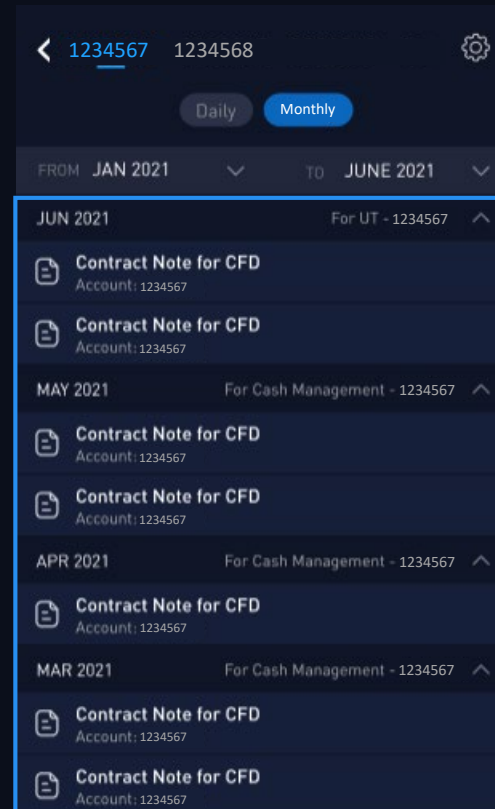 1234567 1234568
Daily Monthly
FROM JAN 2021 TO JUNE 2021
JUN 2021 For UT - 1234567
Contract Note for CFD
Account: 1234567
Contract Note for CFD
Account: 1234567
MAY 2021 For Cash Management - 1234567
Contract Note for CFD
Account: 1234567
Contract Note for CFD
Account: 1234567
APR 2021 For Cash Management - 1234567
Contract Note for CFD
Account: 1234567
MAR 2021 For Cash Management - 1234567
Contract Note for CFD
Account: 1234567
Contract Note for CFD
Account: 1234567